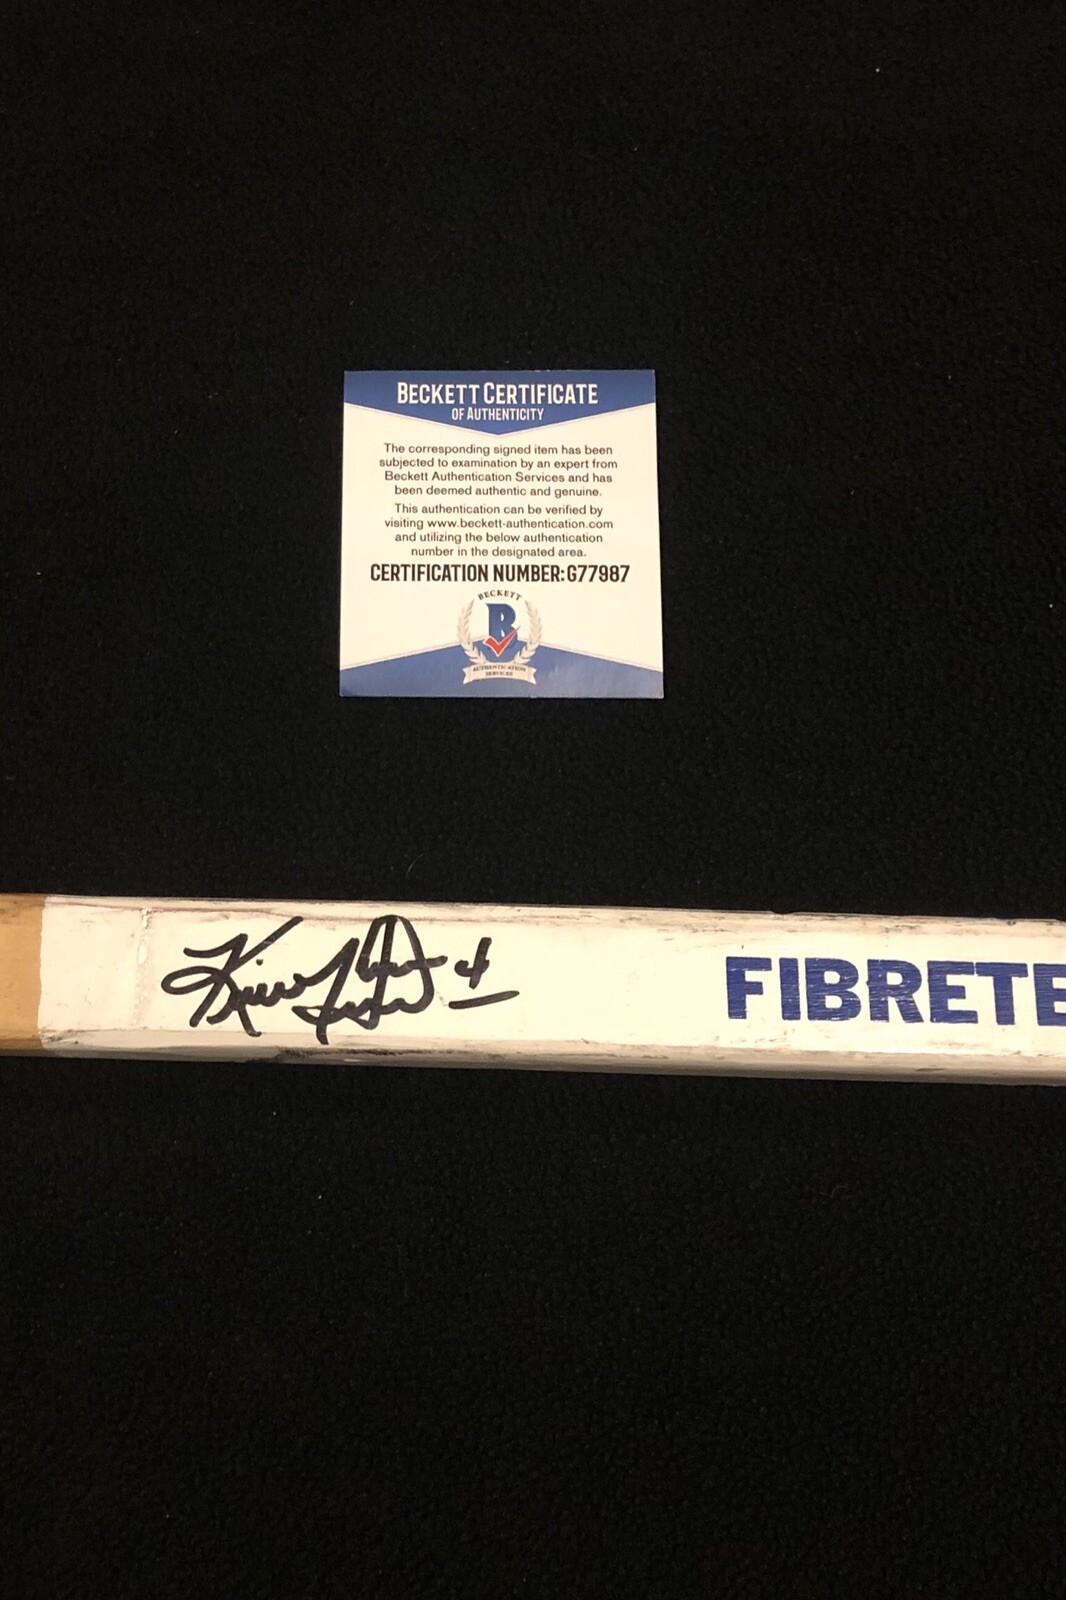 BECKETT CERTIFICATE
OF AUTHENTICITY
The corresponding signed item has been
subjected to examination by an expert from
Beckett Authentication Services and has
been deemed authentic and genuine.
This authentication can be verified by
visiting www.beckett-authentication.com
and utilizing the below authentication
number in the designated area.
CERTIFICATION NUMBER: G77987
BECKETT
B
AUTHENTICATION
SERVICES
4
FIBRETE